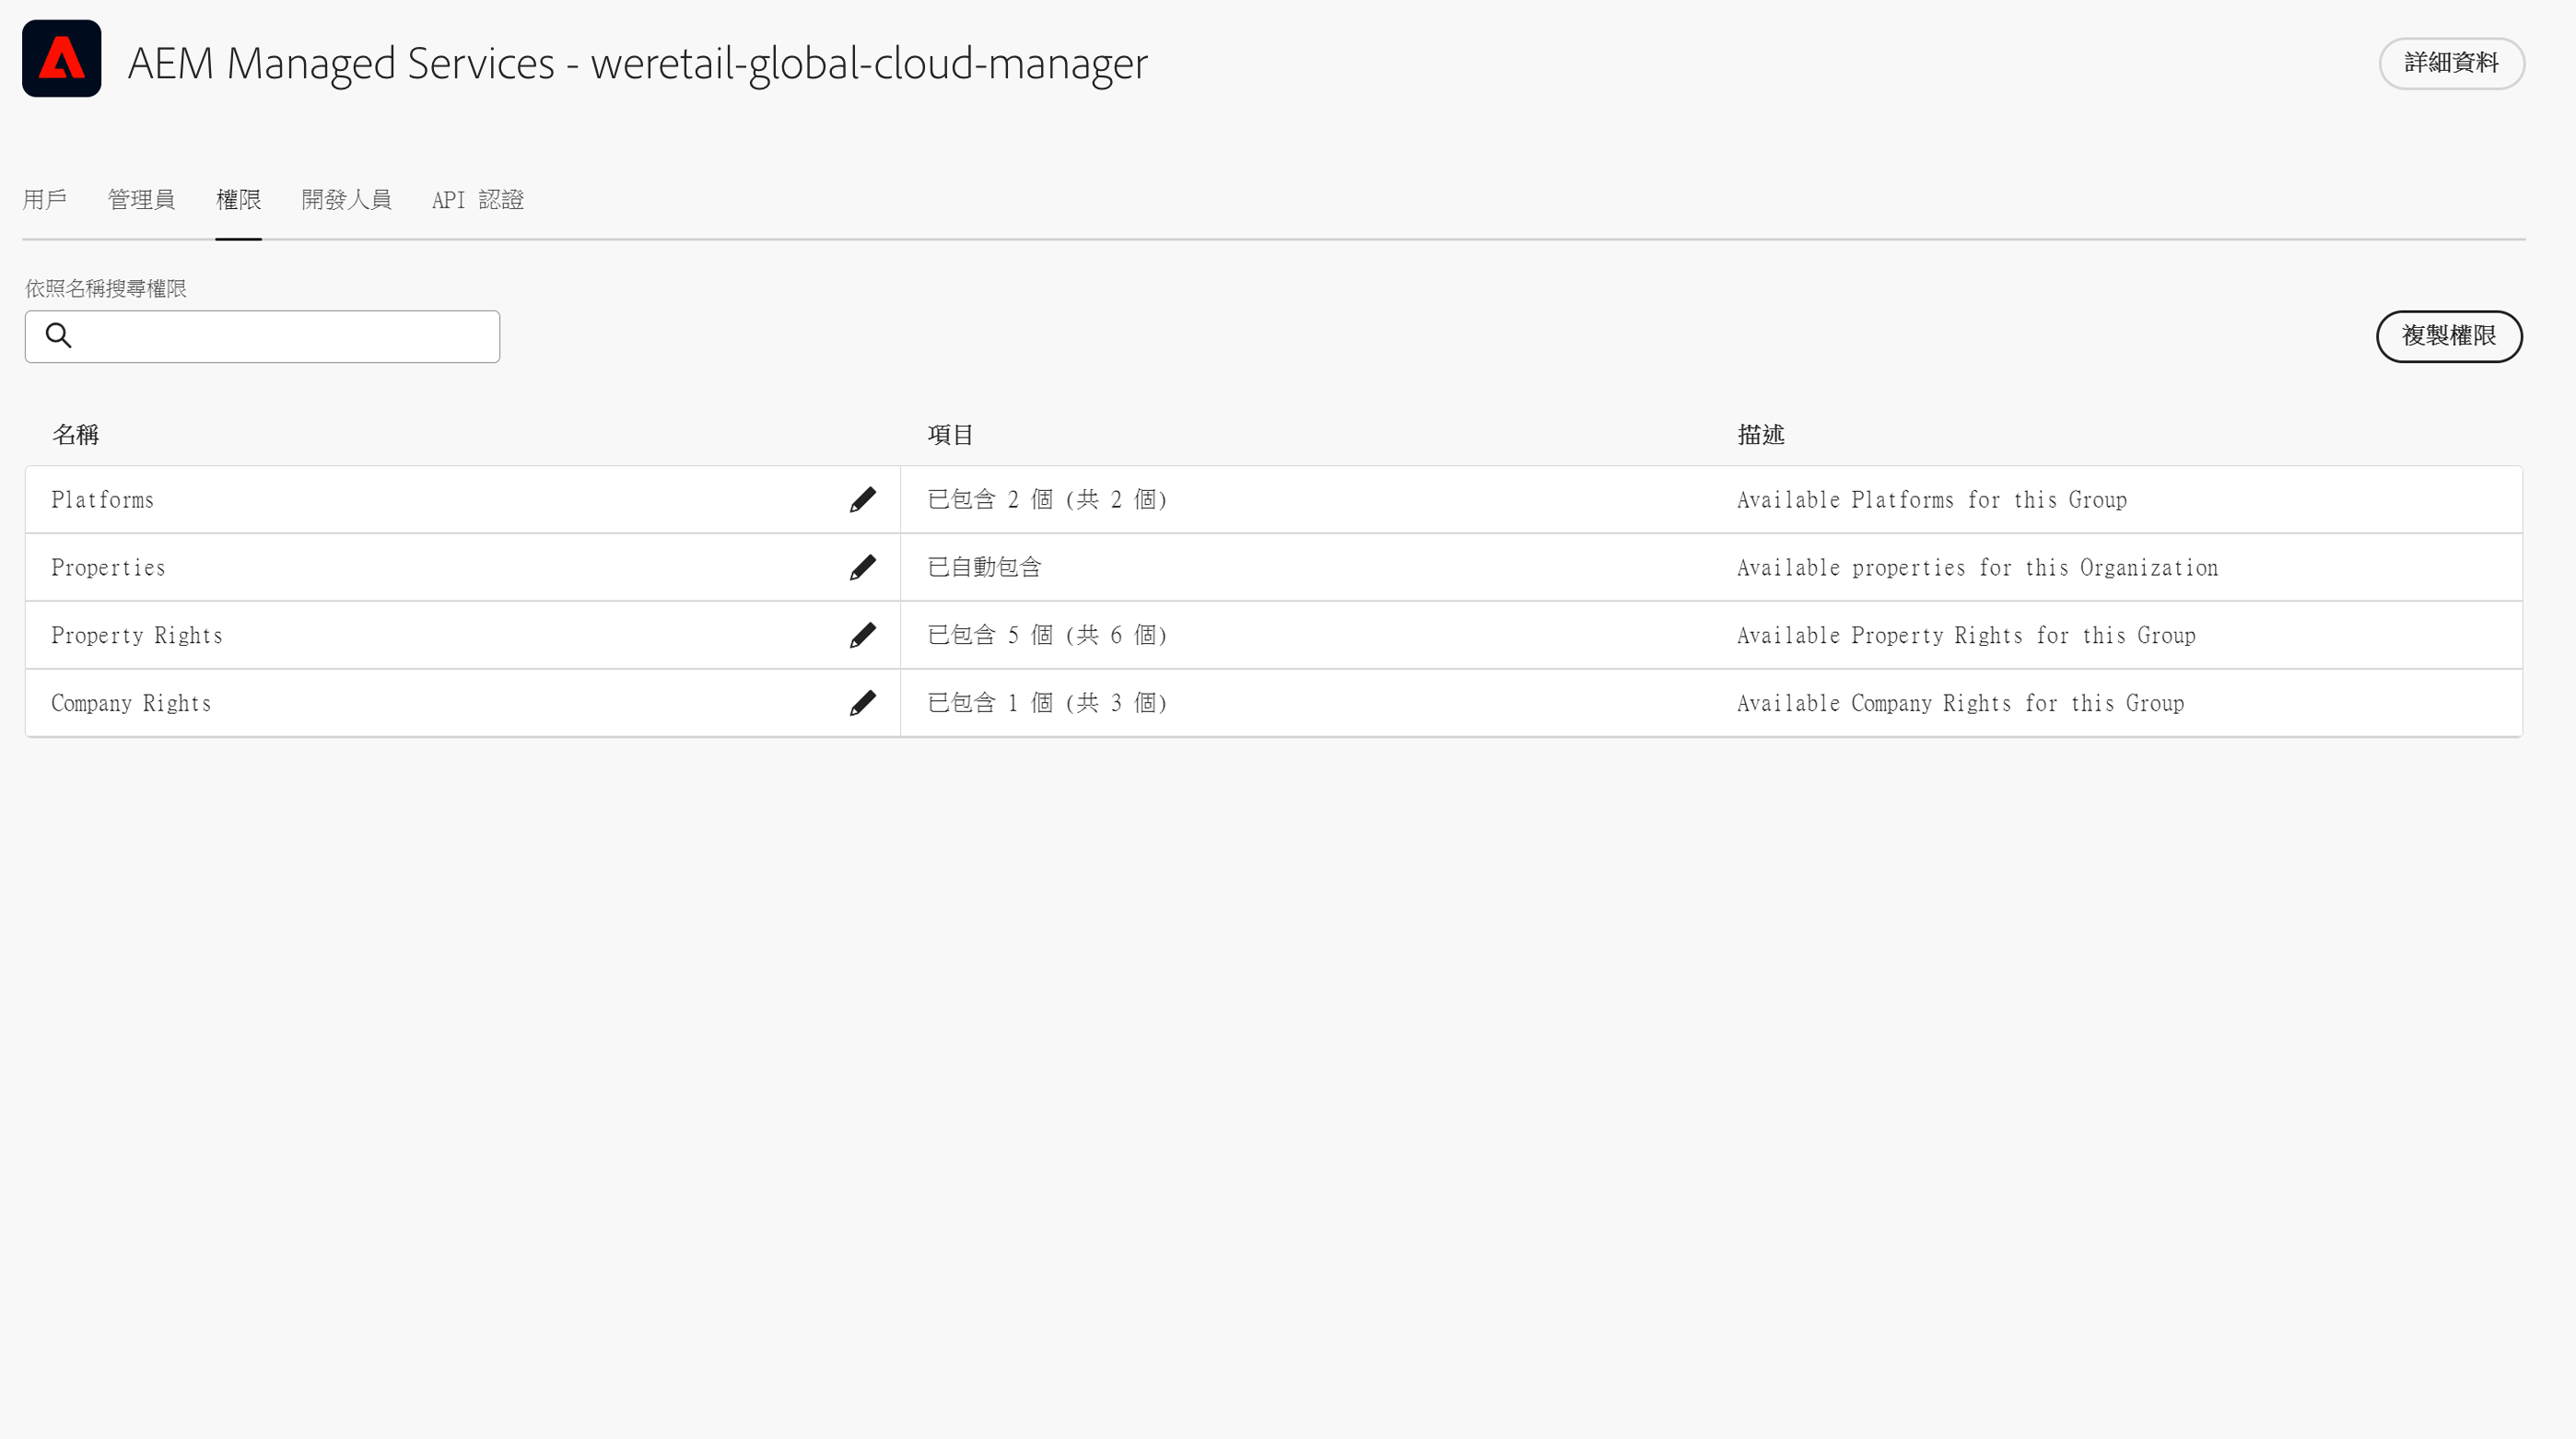 AEM Managed Services - weretail-global-cloud-manager
詳細資料
用戶 管理員 權限 開發人員 API 認證
依照名稱搜尋權限
複製權限
名稱 項目 描述
Platforms 已包含 2 個 (共 2 個) Available Platforms for this Group
Properties 已自動包含 Available properties for this Organization
Property Rights 已包含 5 個 (共 6 個) Available Property Rights for this Group
Company Rights 已包含 1 個 (共 3 個) Available Company Rights for this Group